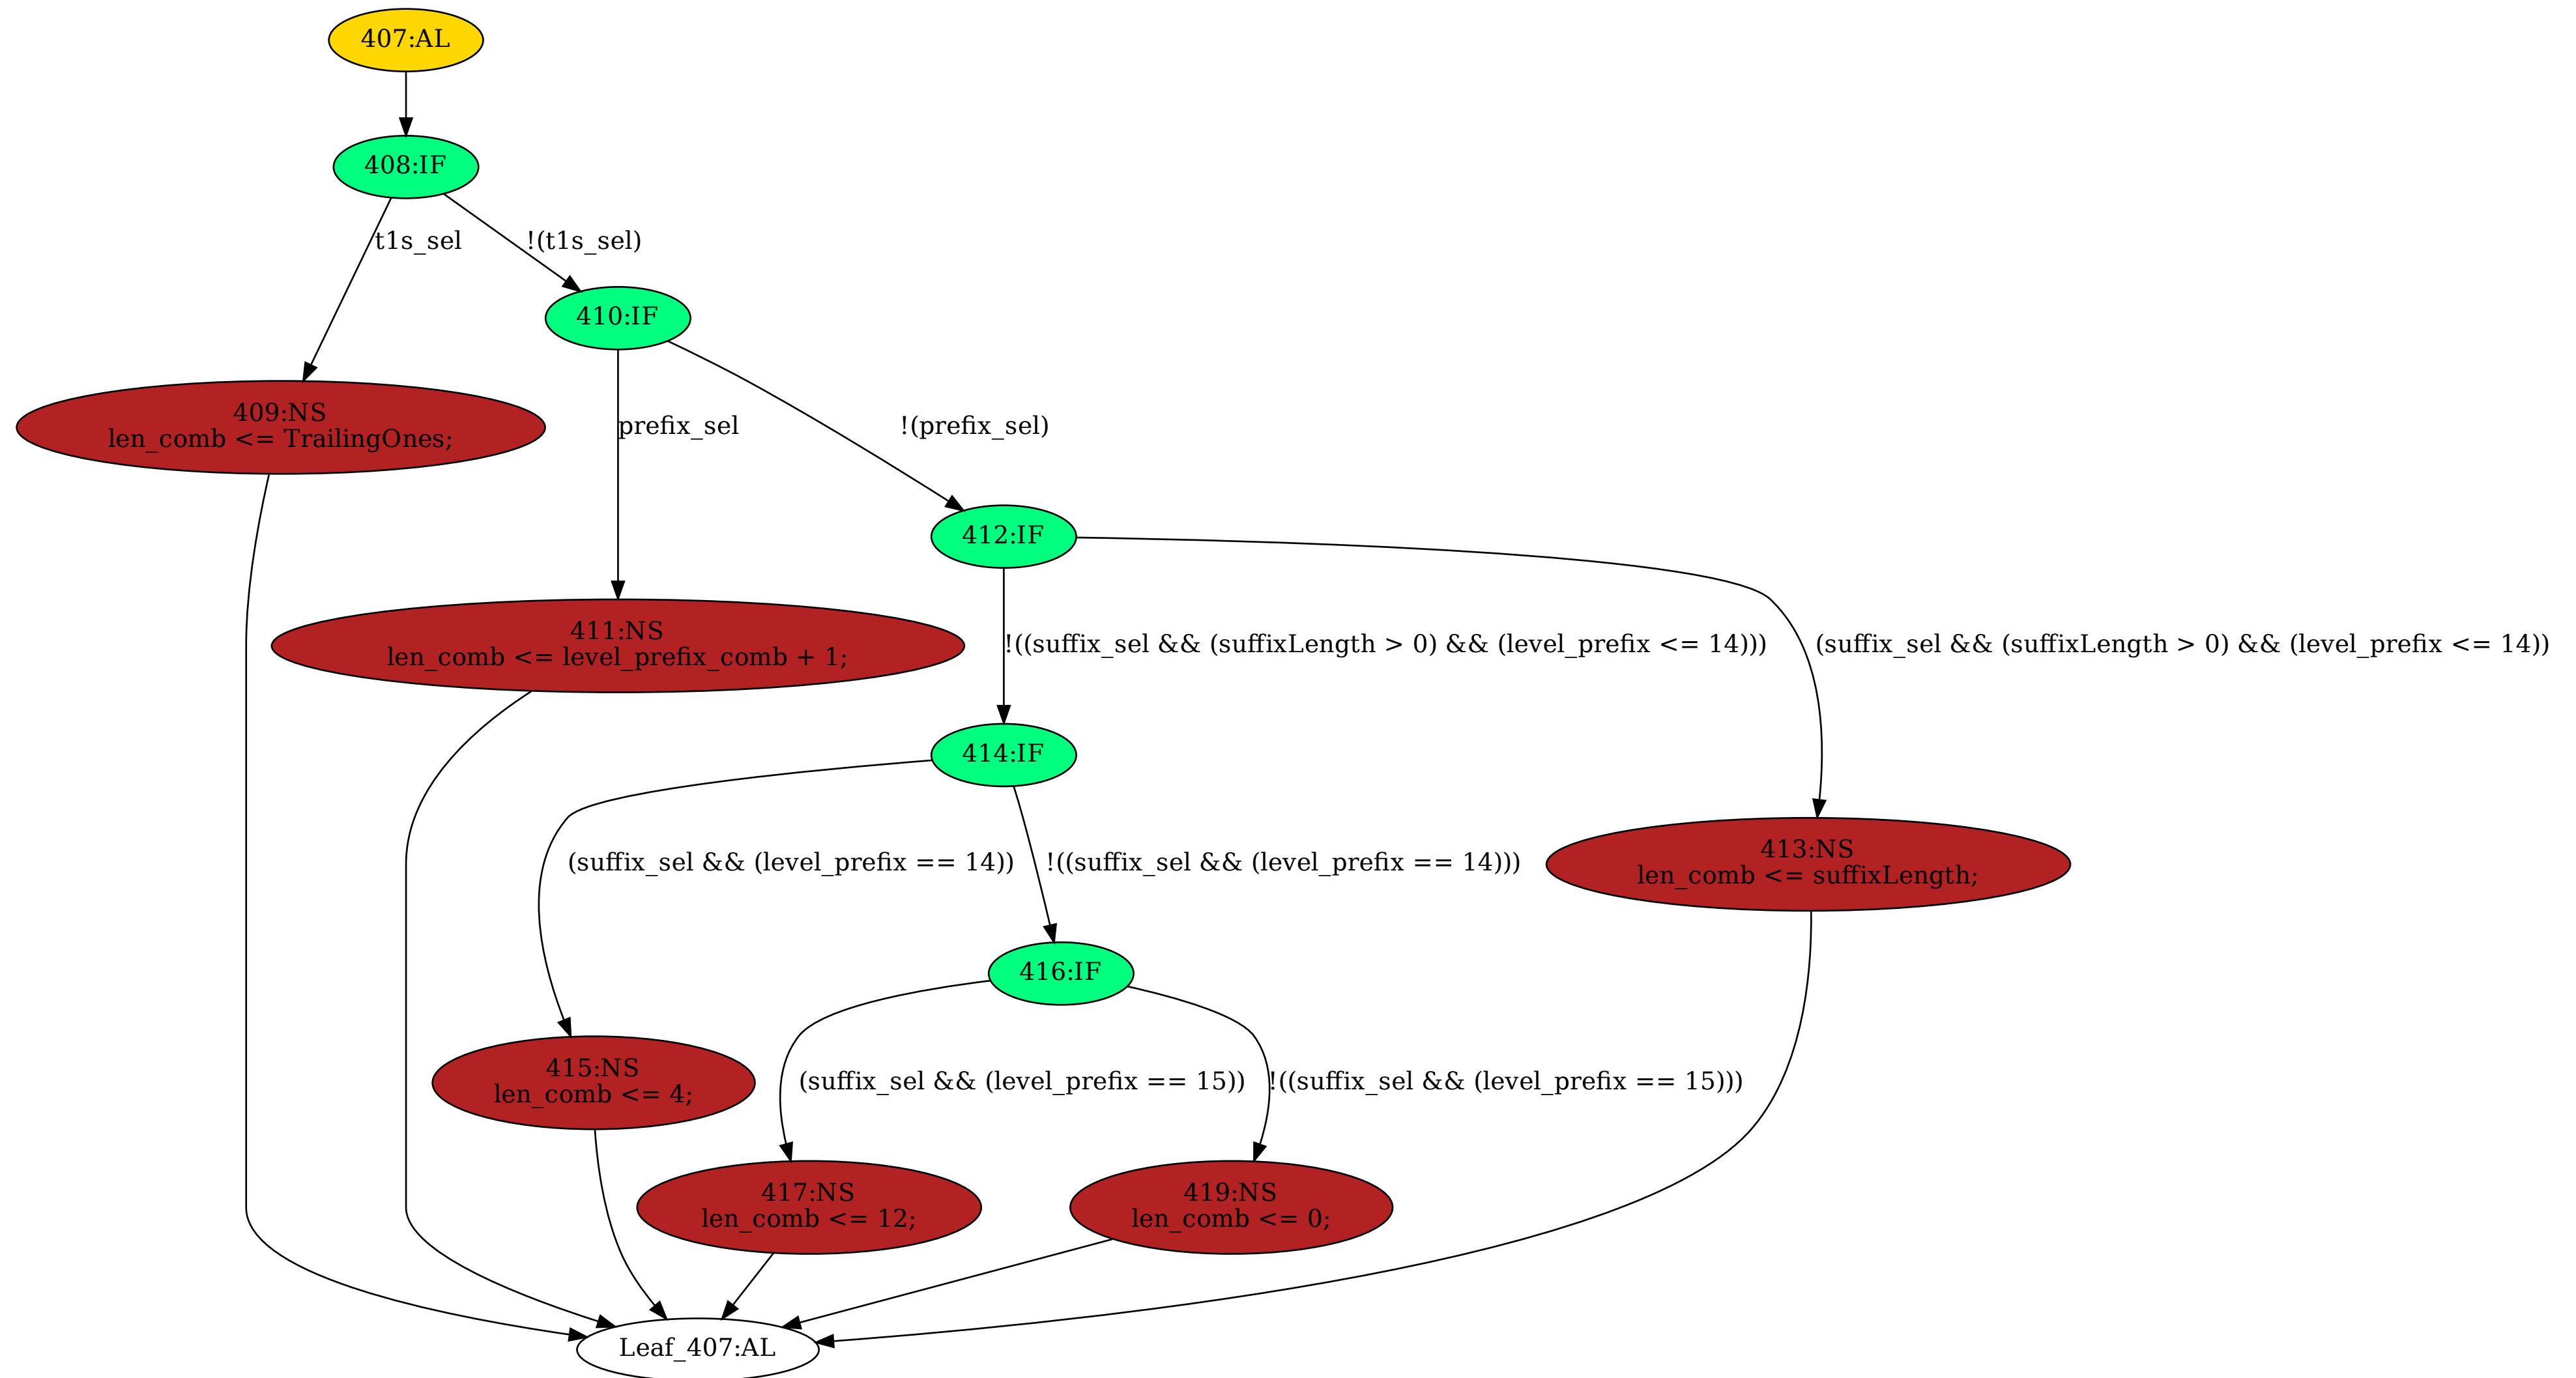 407:AL
408:IF
t1s_sel
!(t1s_sel)
410:IF
409:NS
len_comb <= TrailingOnes;
prefix_sel
!(prefix_sel)
412:IF
411:NS
len_comb <= level_prefix_comb + 1;
!((suffix_sel && (suffixLength > 0) && (level_prefix <= 14)))
(suffix_sel && (suffixLength > 0) && (level_prefix <= 14))
414:IF
(suffix_sel && (level_prefix == 14))
!((suffix_sel && (level_prefix == 14)))
413:NS
len_comb <= suffixLength;
416:IF
415:NS
len_comb <= 4;
(suffix_sel && (level_prefix == 15))
!((suffix_sel && (level_prefix == 15)))
417:NS
len_comb <= 12;
419:NS
len_comb <= 0;
Leaf_407:AL